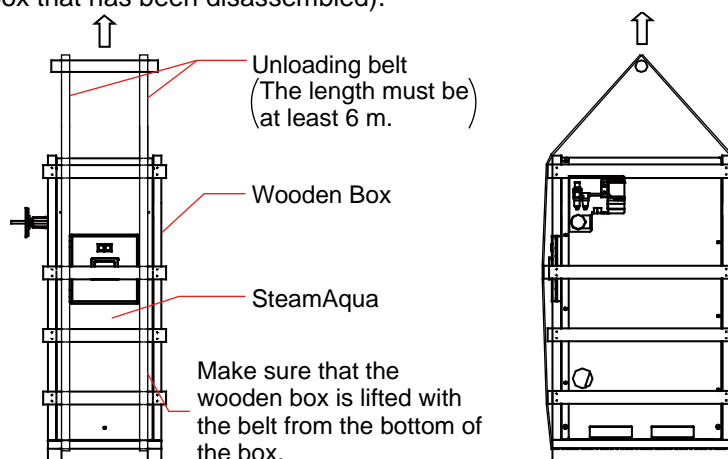 box that has been disassembled).
Unloading belt
(The length must be
at least 6 m.)
Wooden Box
SteamAqua
Make sure that the
wooden box is lifted with
the belt from the bottom of
the box.